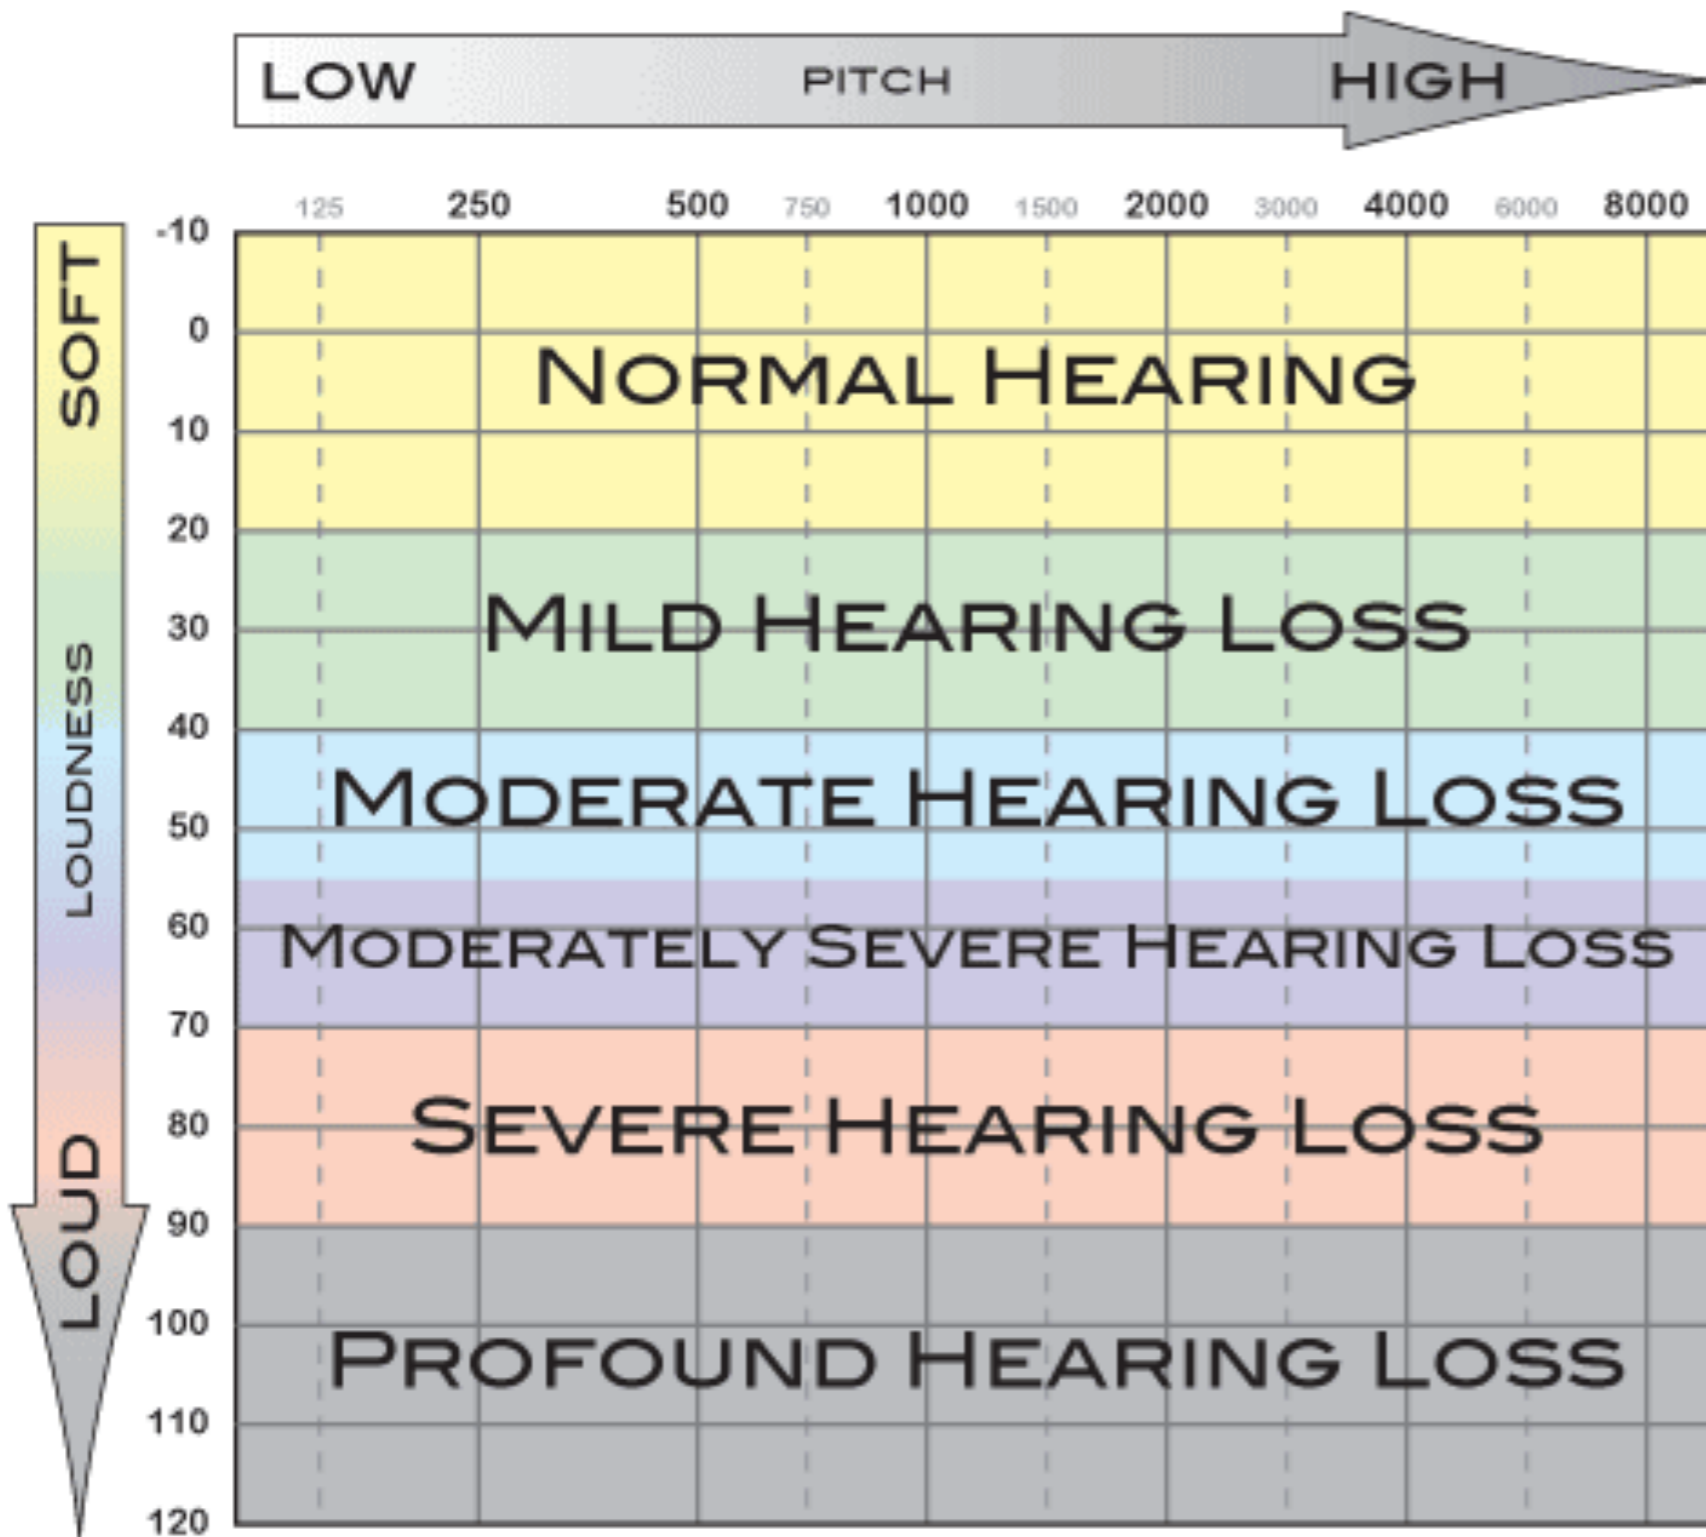 LOW PITCH HIGH
125 250 500 750 1000 1500 2000 3000 4000 6000 8000
SOFT
LOUDNESS
LOUD
-10
0
NORMAL HEARING
10
20
30 MILD HEARING LOSS
40
MODERATE HEARING LOSS
50
60 MODERATELY SEVERE HEARING LOSS
70
80 SEVERE HEARING LOSS
90
100
PROFOUND HEARING LOSS
110
120